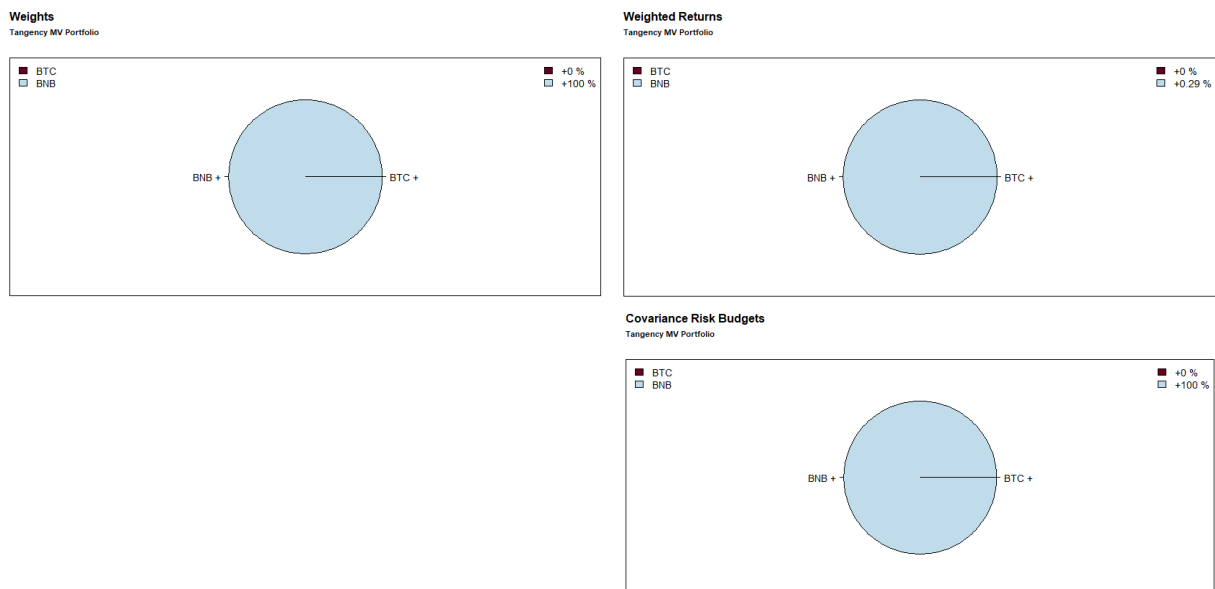 Weights
Tangency MV Portfolio
BTC +0 %
BNB +100 %
BNB + BTC +
Weighted Returns
Tangency MV Portfolio
BTC +0 %
BNB +0.29 %
BNB + BTC +
Covariance Risk Budgets
Tangency MV Portfolio
BTC +0 %
BNB +100 %
BNB + BTC +